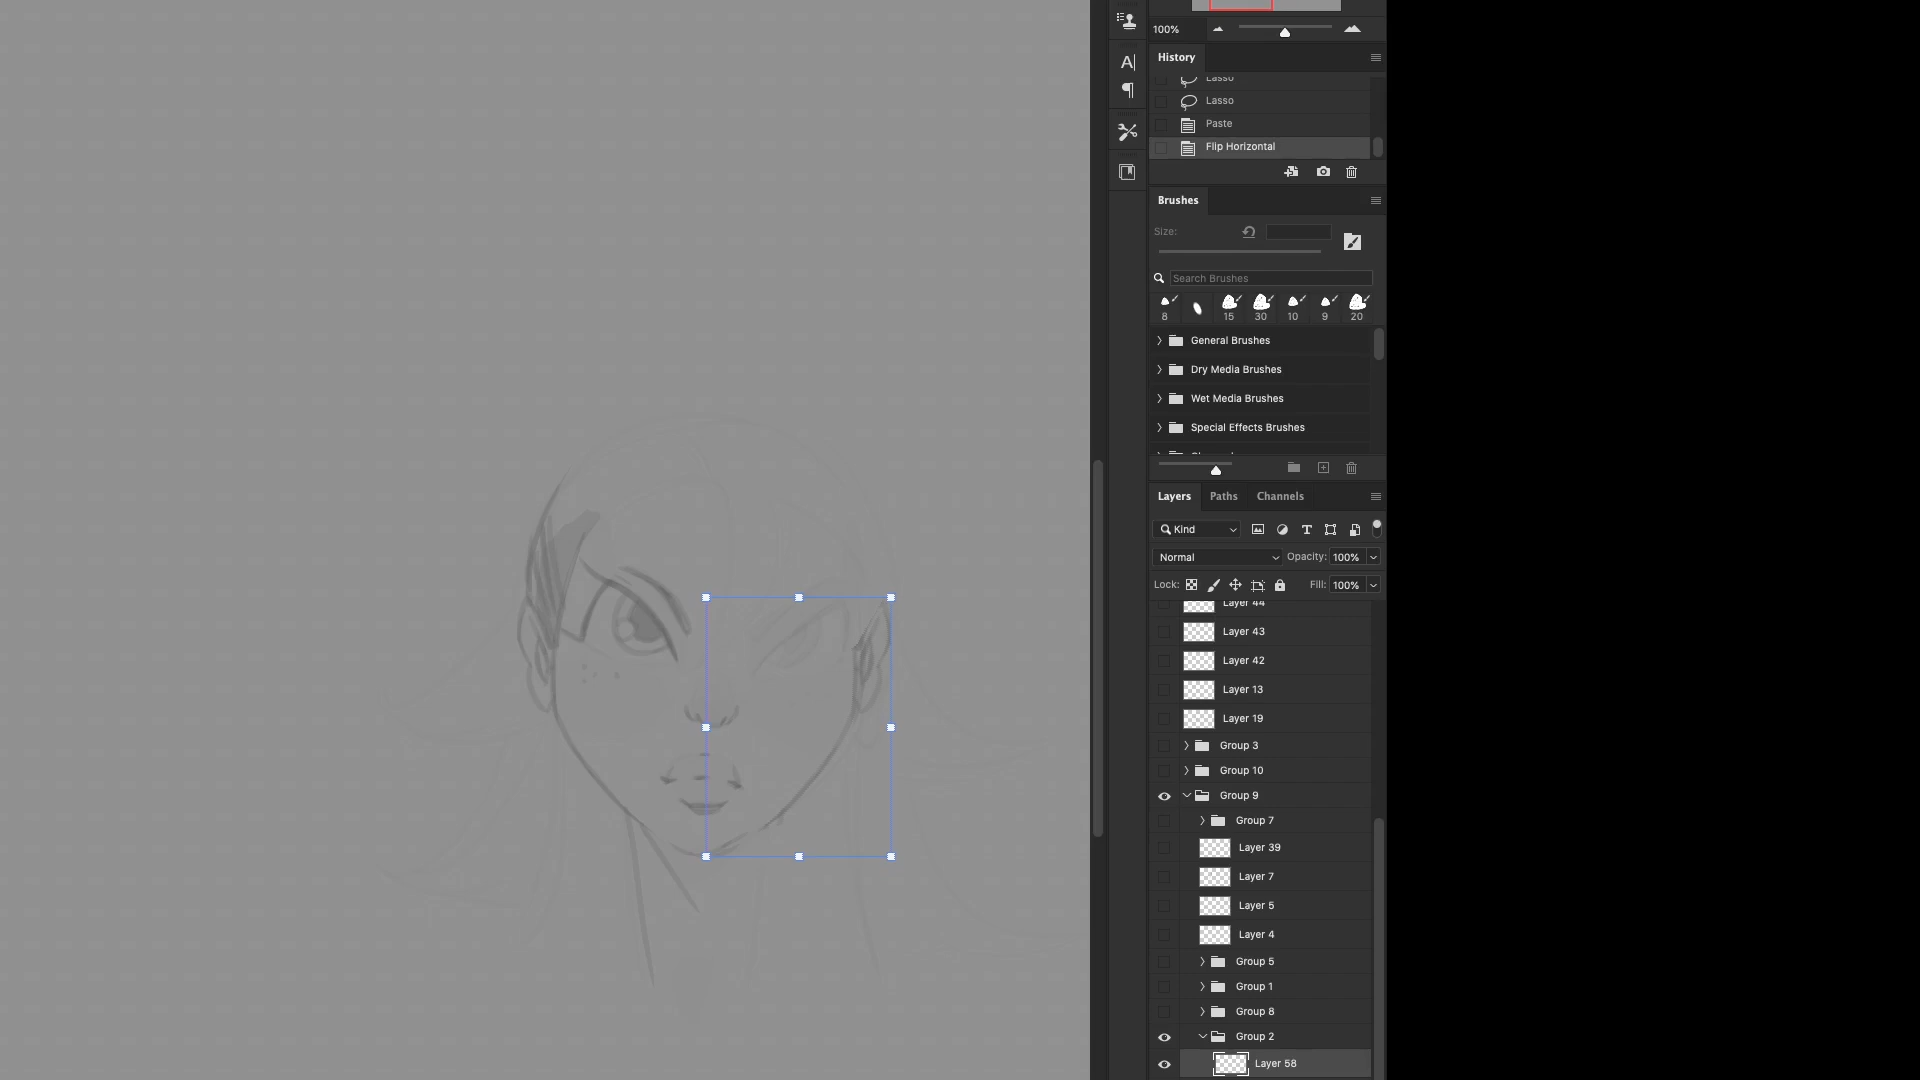 100%
History
Lasso
Lasso
Paste
Flip Horizontal
Brushes
Size:
Search Brushes
8 15 30 10 9 20
General Brushes
Dry Media Brushes
Wet Media Brushes
Special Effects Brushes
Layers Paths Channels
Kind
Normal Opacity: 100%
Lock: Fill: 100%
Layer 44
Layer 43
Layer 42
Layer 13
Layer 19
Group 3
Group 10
Group 9
Group 7
Layer 39
Layer 7
Layer 5
Layer 4
Group 5
Group 1
Group 8
Group 2
Layer 58